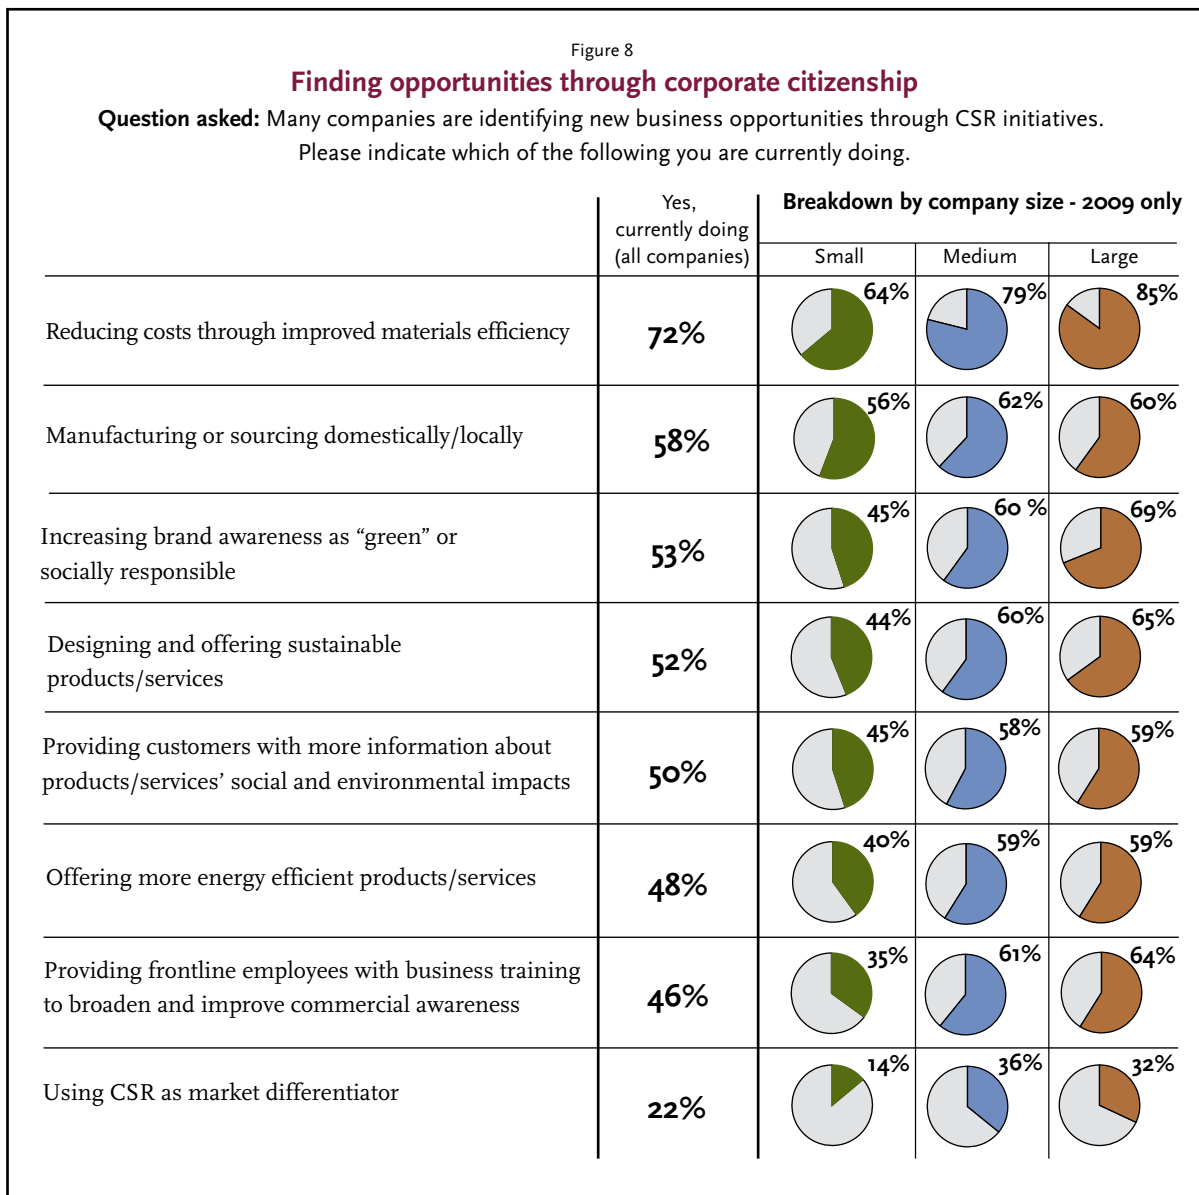 Figure 8
Finding opportunities through corporate citizenship
Question asked: Many companies are identifying new business opportunities through CSR initiatives.
Please indicate which of the following you are currently doing.
Yes,
currently doing
(all companies)
Breakdown by company size - 2009 only
Small Medium Large
Reducing costs through improved materials efficiency 72% 64% 79% 85%
Manufacturing or sourcing domestically/locally 58% 56% 62% 60%
Increasing brand awareness as “green” or
socially responsible 53% 45% 60 % 69%
Designing and offering sustainable
products/services 52% 44% 60% 65%
Providing customers with more information about
products/services’ social and environmental impacts 50% 45% 58% 59%
Offering more energy efficient products/services 48% 40% 59% 59%
Providing frontline employees with business training
to broaden and improve commercial awareness 46% 35% 61% 64%
Using CSR as market differentiator 22% 14% 36% 32%